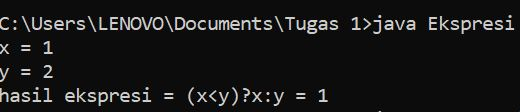 C:\Users\LENOVO\Documents\Tugas 1>java Ekspresi
x = 1
y = 2
hasil ekspresi = (x<y)?x:y = 1